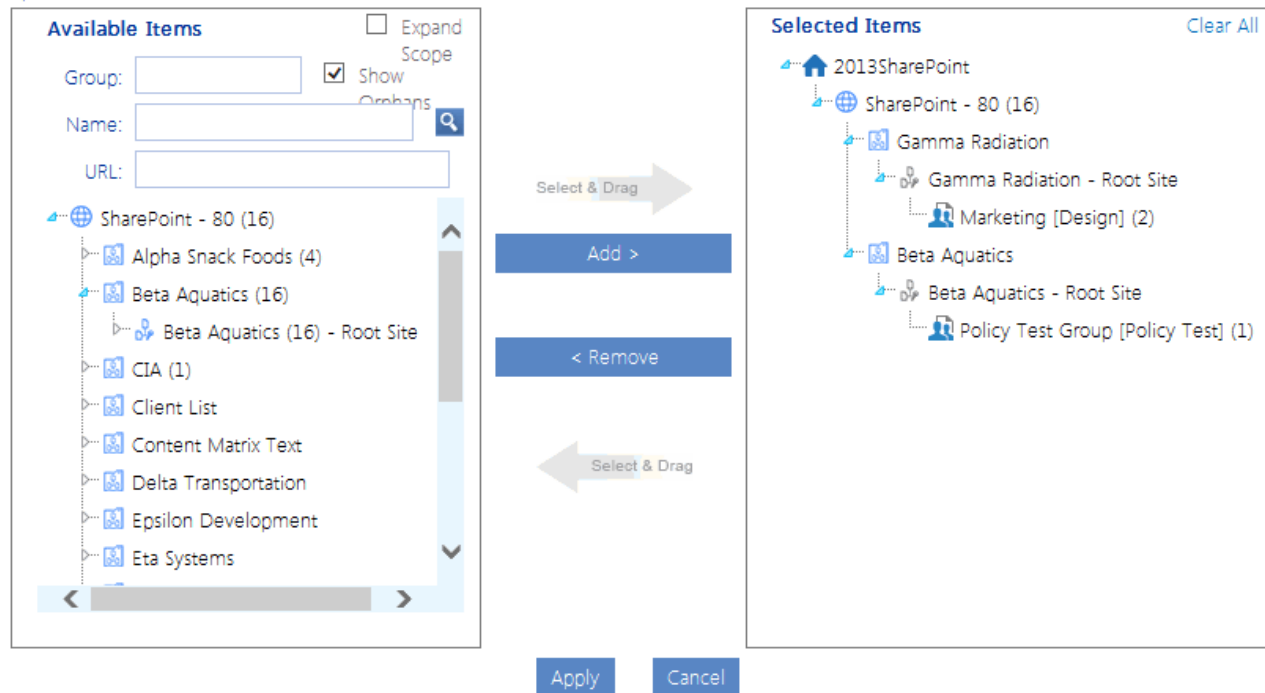 Available Items
Expand
Scope
Group:
Show
Orphans
Name:
URL:
SharePoint - 80 (16)
Alpha Snack Foods (4)
Beta Aquatics (16)
Beta Aquatics (16) - Root Site
CIA (1)
Client List
Content Matrix Text
Delta Transportation
Epsilon Development
Eta Systems
Select & Drag
Add >
< Remove
Select & Drag
Selected Items
Clear All
2013SharePoint
SharePoint - 80 (16)
Gamma Radiation
Gamma Radiation - Root Site
Marketing [Design] (2)
Beta Aquatics
Beta Aquatics - Root Site
Policy Test Group [Policy Test] (1)
Apply
Cancel